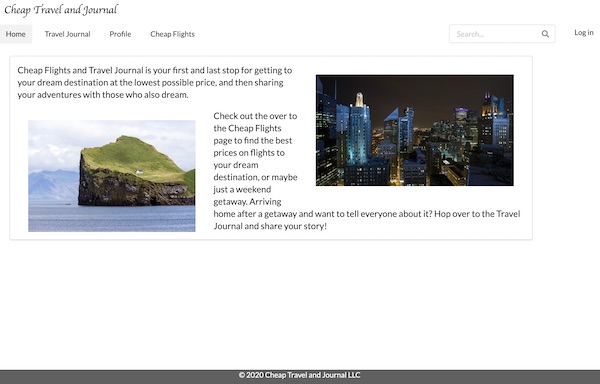 Cheap Travel and Journal
Home Travel Journal Profile Cheap Flights Search... Log in
Cheap Flights and Travel Journal is your first and last stop for getting to
your dream destination at the lowest possible price, and then sharing
your adventures with those who also dream.
Check out the over to
the Cheap Flights
page to find the best
prices on flights to
your dream
destination, or maybe
just a weekend
getaway. Arriving
home after a getaway and want to tell everyone about it? Hop over to the Travel
Journal and share your story!
© 2020 Cheap Travel and Journal LLC